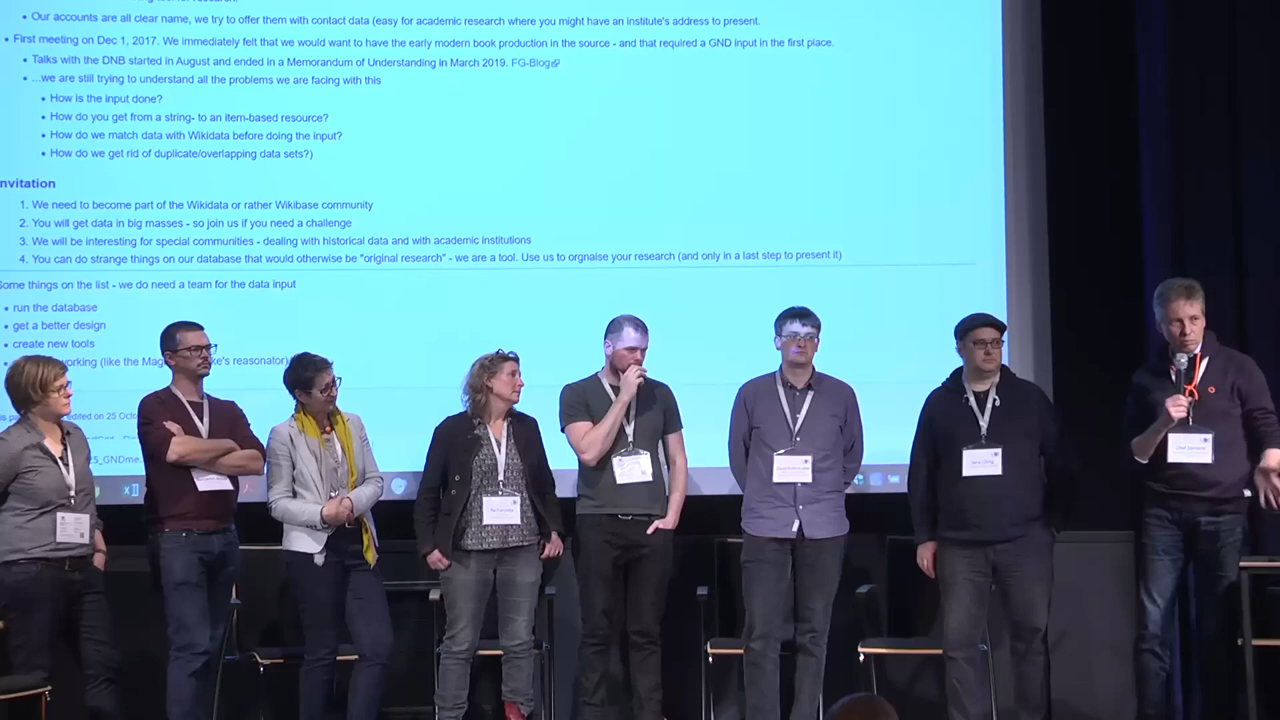 Our accounts are all clear name, we try to offer them with contact data (easy for academic research where you might have an institute's address to present.
First meeting on Dec 1, 2017. We immediately felt that we would want to have the early modern book production in the source - and that required a GND input in the first place.
Talks with the DNB started in August and ended in a Memorandum of Understanding in March 2019. FG-Blog
...we are still trying to understand all the problems we are facing with this
How is the input done?
How do you get from a string- to an item-based resource?
How do we match data with Wikidata before doing the input?
How do we get rid of duplicate/overlapping data sets?)
nvitation
1. We need to become part of the Wikidata or rather Wikibase community
2. You will get data in big masses - so join us if you need a challenge
3. We will be interesting for special communities - dealing with historical data and with academic institutions
4. You can do strange things on our database that would otherwise be "original research" - we are a tool. Use us to orgnaise your research (and only in a last step to present it)
Some things on the list - we do need a team for the data input
run the database
get a better design
create new tools
orking (like the Mag ke's reasonator)
edited on 25 Octo
5_GNDme.